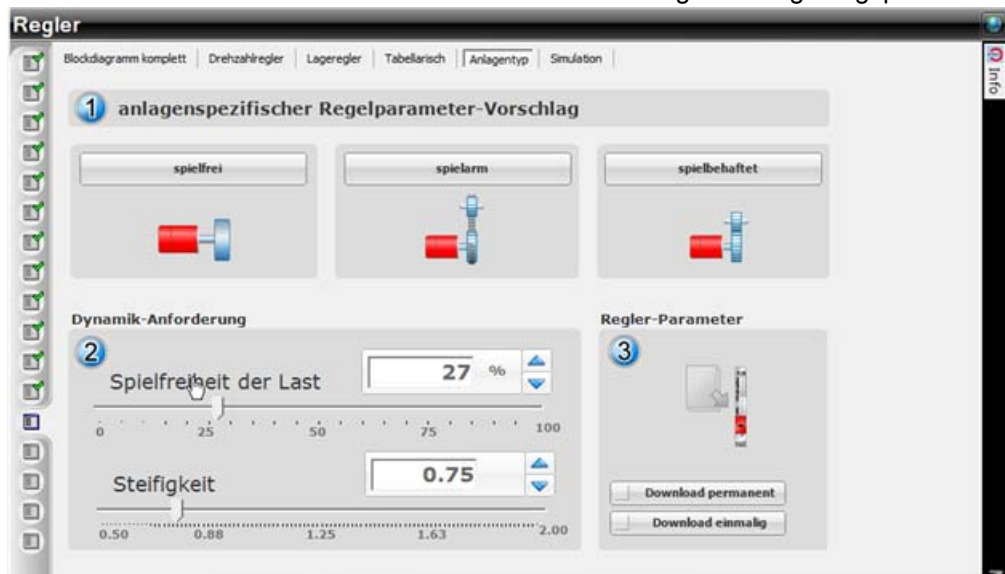 Regler
Info
Blockdiagramm komplett Drehzahlregler Lageregler Tabellarisch Anlagentyp Simulation
1 anlagenspezifischer Regelparameter-Vorschlag
spielfrei spielarm spielbehaftet
Dynamik-Anforderung
2
Spielfreiheit der Last 27 %
0 25 50 75 100
Steifigkeit 0.75
0.50 0.88 1.25 1.63 2.00
Regler-Parameter
3
Download permanent
Download einmalig